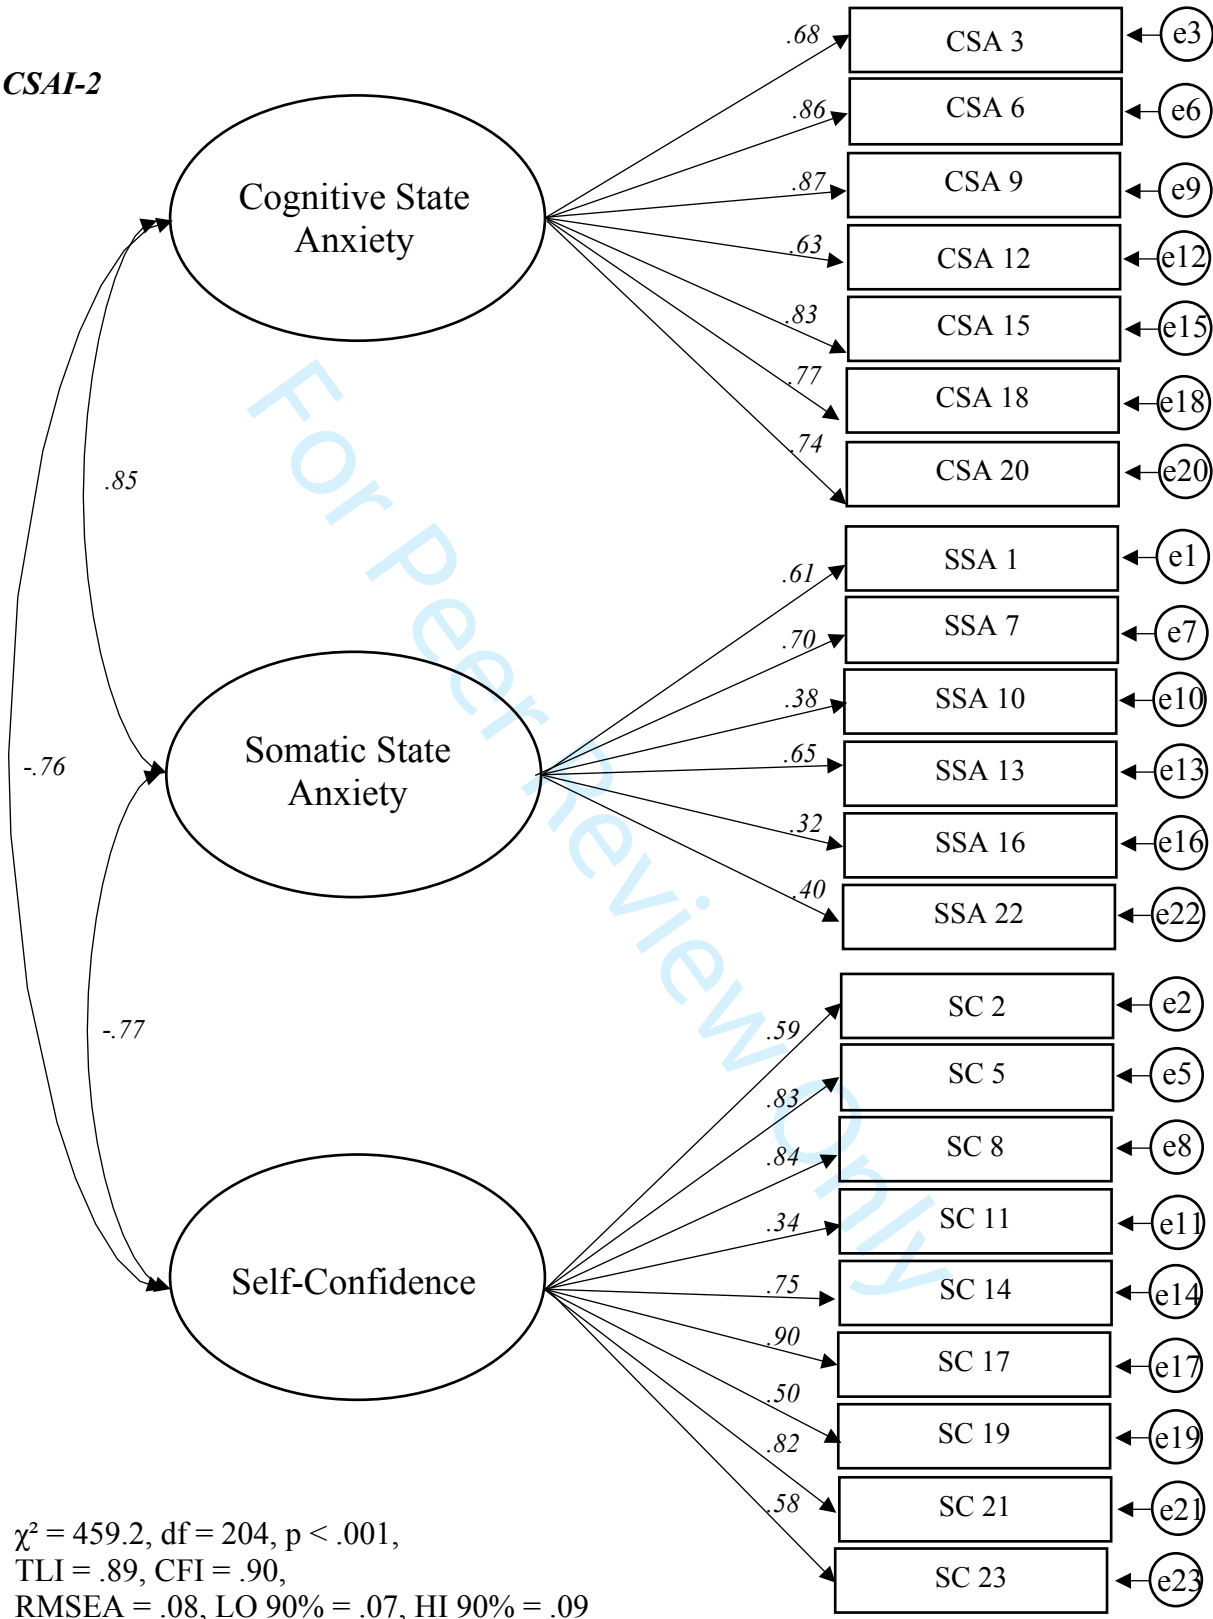 CSAI-2
Cognitive State
Anxiety
.68
CSA 3
e3
.86
CSA 6
e6
.87
CSA 9
e9
.63
CSA 12
e12
.83
CSA 15
e15
.77
CSA 18
e18
.74
CSA 20
e20
.85
-.76
Somatic State
Anxiety
.61
SSA 1
e1
.70
SSA 7
e7
.38
SSA 10
e10
.65
SSA 13
e13
.32
SSA 16
e16
.40
SSA 22
e22
-.77
Self-Confidence
.59
SC 2
e2
.83
SC 5
e5
.84
SC 8
e8
.34
SC 11
e11
.75
SC 14
e14
.90
SC 17
e17
.50
SC 19
e19
.82
SC 21
e21
.58
SC 23
e23
For Peer Review Only
χ² = 459.2, df = 204, p < .001,
TLI = .89, CFI = .90,
RMSEA = .08, LO 90% = .07, HI 90% = .09